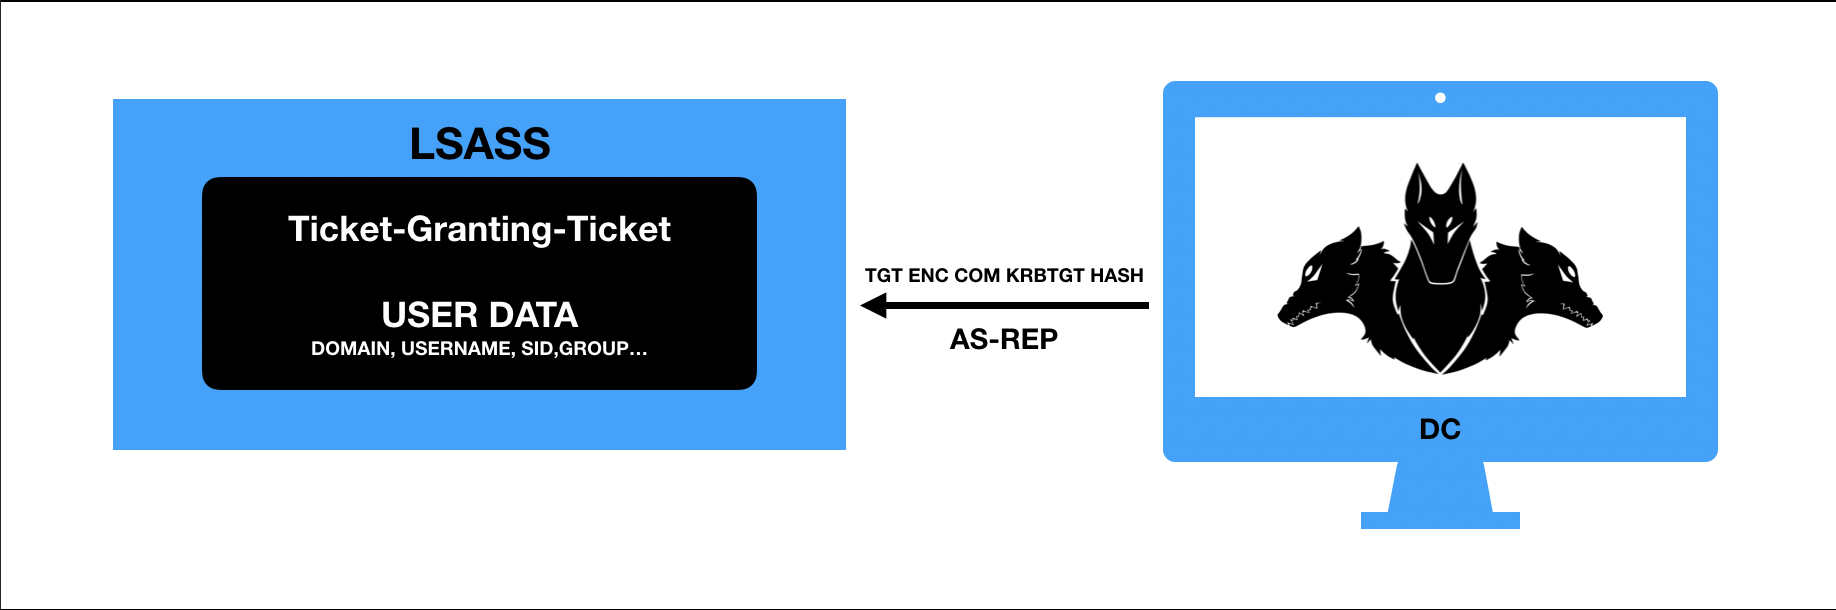 LSASS
Ticket-Granting-Ticket
USER DATA
DOMAIN, USERNAME, SID,GROUP...
TGT ENC COM KRBTGT HASH
AS-REP
DC